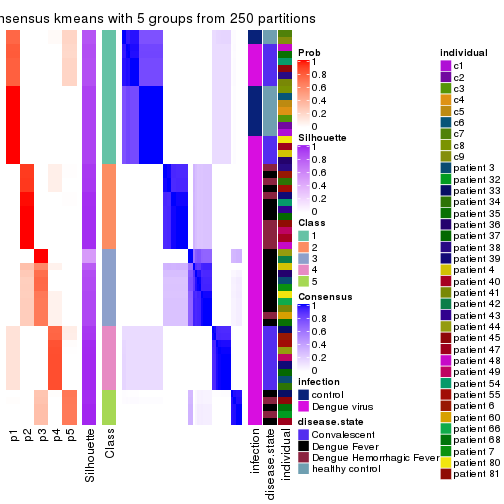 nsensus kmeans with 5 groups from 250 partitions
Prob
1
0.8
0.6
0.4
0.2
0
Silhouette
1
0.8
0.6
0.4
0.2
0
Class
1
2
3
4
5
Consensus
1
0.8
0.6
0.4
0.2
0
infection
control
Dengue virus
disease.state
Convalescent
Dengue Fever
Dengue Hemorrhagic Fever
healthy control
individual
c1
c2
c3
c4
c5
c6
c7
c8
c9
patient 3
patient 32
patient 33
patient 34
patient 35
patient 36
patient 37
patient 38
patient 39
patient 4
patient 40
patient 41
patient 42
patient 43
patient 44
patient 45
patient 47
patient 48
patient 49
patient 54
patient 55
patient 6
patient 60
patient 66
patient 68
patient 7
patient 80
patient 81
p1
p2
p3
p4
p5
Silhouette
Class
infection
disease.state
individual